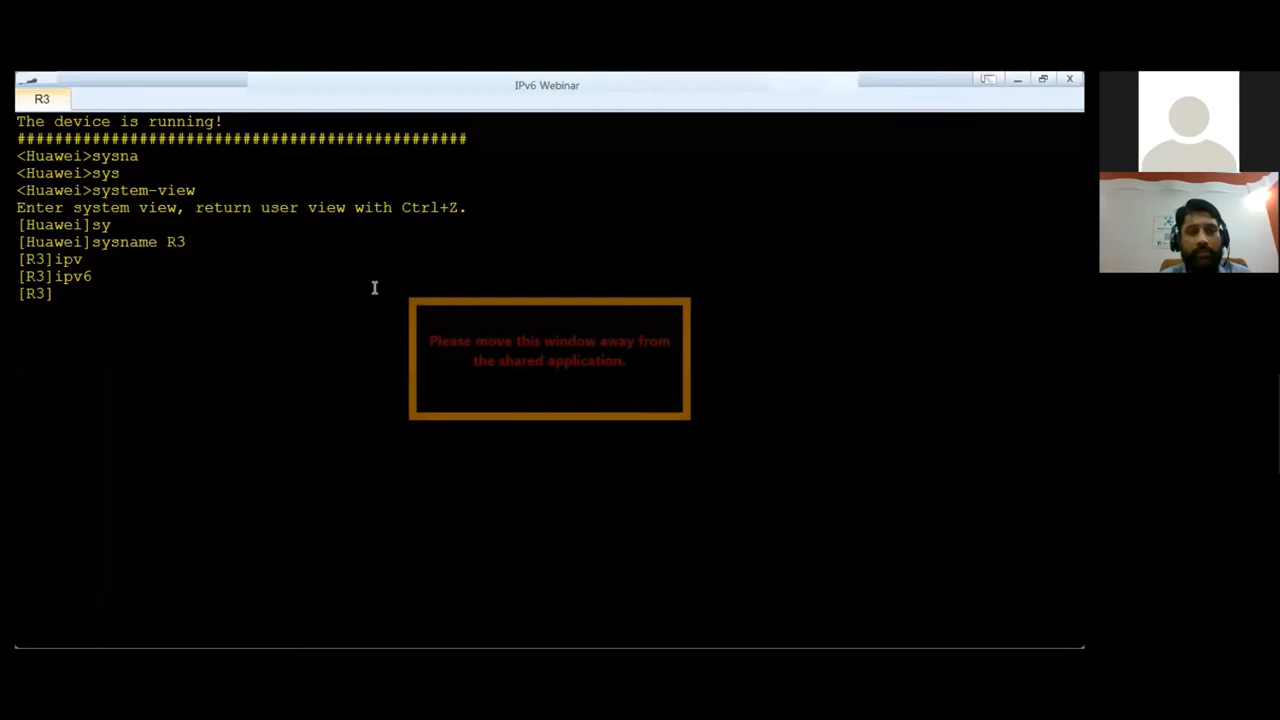 IPv6 Webinar
X
R3
The device is running!
################################################
<Huawei>sysna
<Huawei>sys
<Huawei>system-view
Enter system view, return user view with Ctrl+Z.
[Huawei]sy
[Huawei]sysname R3
[R3]ipv
[R3]ipv6
[R3]
Please move this window away from
the shared application.